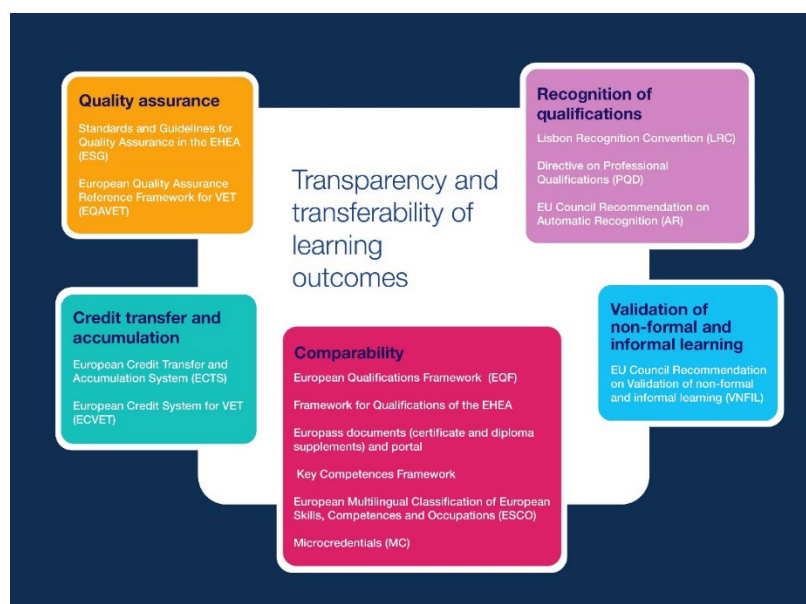 Quality assurance
Standards and Guidelines for
Quality Assurance in the EHEA
(ESG)
European Quality Assurance
Reference Framework for VET
(EQAVET)
Recognition of
qualifications
Lisbon Recognition Convention (LRC)
Directive on Professional
Qualifications (PQD)
EU Council Recommendation on
Automatic Recognition (AR)
Transparency and
transferability of
learning
outcomes
Credit transfer and
accumulation
European Credit Transfer and
Accumulation System (ECTS)
European Credit System for VET
(ECVET)
Comparability
European Qualifications Framework (EQF)
Framework for Qualifications of the EHEA
Europass documents (certificate and diploma
supplements) and portal
Key Competences Framework
European Multilingual Classification of European
Skills, Competences and Occupations (ESCO)
Microcredentials (MC)
Validation of
non-formal and
informal learning
EU Council Recommendation
on Validation of non-formal
and informal learning (VNFIL)